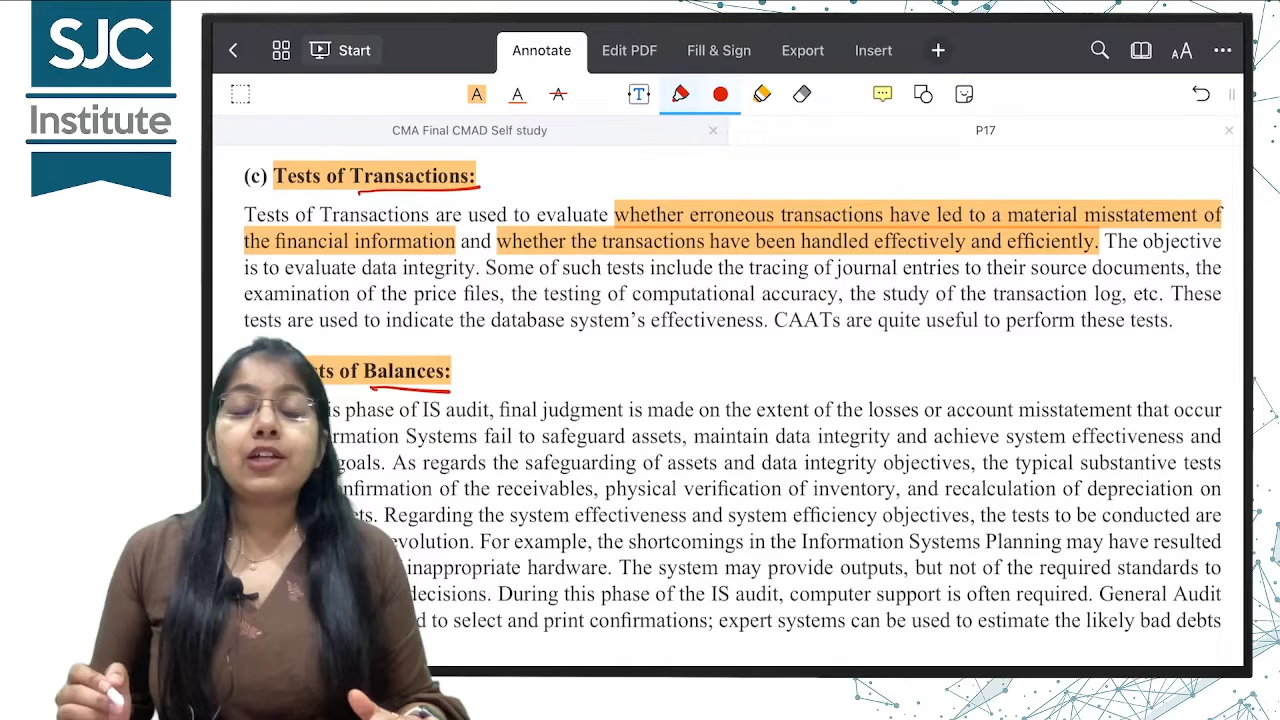 SJC
Institute
Start
Annotate
Edit PDF
Fill & Sign
Export
Insert
AA
A
A
A
T
CMA Final CMAD Self study
P17
(c) Tests of Transactions:
Tests of Transactions are used to evaluate whether erroneous transactions have led to a material misstatement of
the financial information and whether the transactions have been handled effectively and efficiently. The objective
is to evaluate data integrity. Some of such tests include the tracing of journal entries to their source documents, the
examination of the price files, the testing of computational accuracy, the study of the transaction log, etc. These
tests are used to indicate the database system's effectiveness. CAATs are quite useful to perform these tests.
of Balances:
phase of IS audit, final judgment is made on the extent of the losses or account misstatement that occur
Systems fail to safeguard assets, maintain data integrity and achieve system effectiveness and
goals. As regards the safeguarding of assets and data integrity objectives, the typical substantive tests
of the receivables, physical verification of inventory, and recalculation of depreciation on
Regarding the system effectiveness and system efficiency objectives, the tests to be conducted are
evolution. For example, the shortcomings in the Information Systems Planning may have resulted
inappropriate hardware. The system may provide outputs, but not of the required standards to
decisions. During this phase of the IS audit, computer support is often required. General Audit
to select and print confirmations; expert systems can be used to estimate the likely bad debts